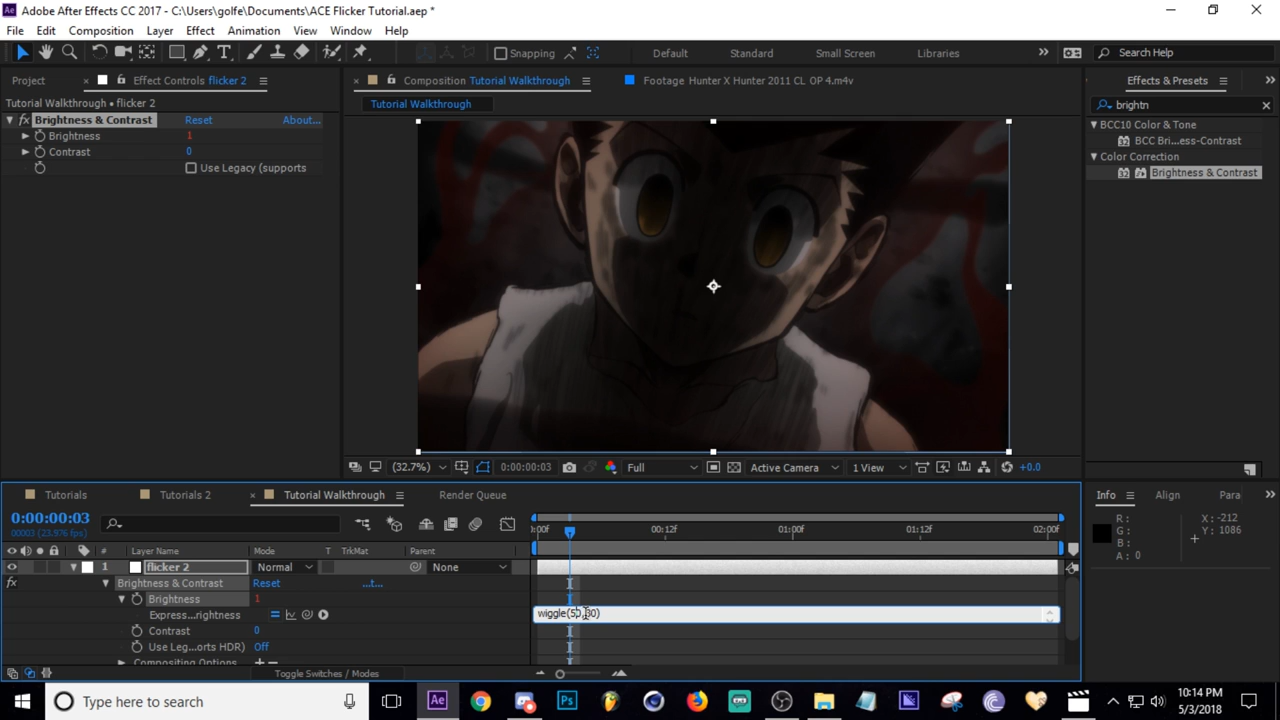 Adobe After Effects CC 2017 - C:\Users\golfe\Documents\ACE Flicker Tutorial.aep *
File Edit Composition Layer Effect Animation View Window Help
Snapping Default Standard Small Screen Libraries Search Help
Project Effect Controls flicker 2 Composition Tutorial Walkthrough Footage Hunter X Hunter 2011 CL OP 4.m4v Effects & Presets
Tutorial Walkthrough • flicker 2 Tutorial Walkthrough brightn
fx Brightness & Contrast Reset About...
Brightness 1
Contrast 0
Use Legacy (supports
BCC10 Color & Tone
BCC Bri...ess-Contrast
Color Correction
Brightness & Contrast
(32.7%) 0:00:00:03 Full Active Camera 1 View +0.0
Tutorials Tutorials 2 Tutorial Walkthrough Render Queue Info Align Para
0:00:00:03
00003 (23.976 fps)
:00f 00:12f 01:00f 01:12f 02:00f
R: X: -212
G: Y: 1086
B:
A: 0
# Layer Name Mode T TrkMat Parent
1 flicker 2 Normal None
fx Brightness & Contrast Reset ...t...
Brightness 1
Express...rightness wiggle(50,80)
Contrast 0
Use Leg...orts HDR) Off
Compositing Options
Toggle Switches / Modes
Type here to search
Ae Ps
10:14 PM
5/3/2018